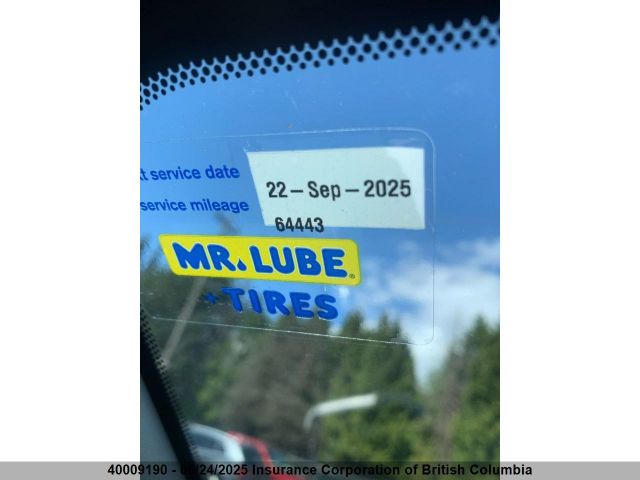 service date
22-Sep-2025
service mileage
64443
MR. LUBE®
+ TIRES
40009190 - /24/2025 Insurance Corporation of British Columbia